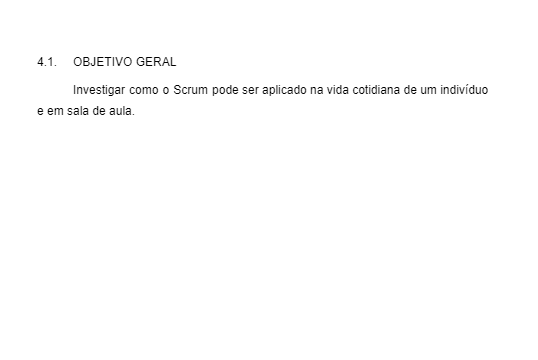 4.1. OBJETIVO GERAL
Investigar como o Scrum pode ser aplicado na vida cotidiana de um indivíduo
e em sala de aula.